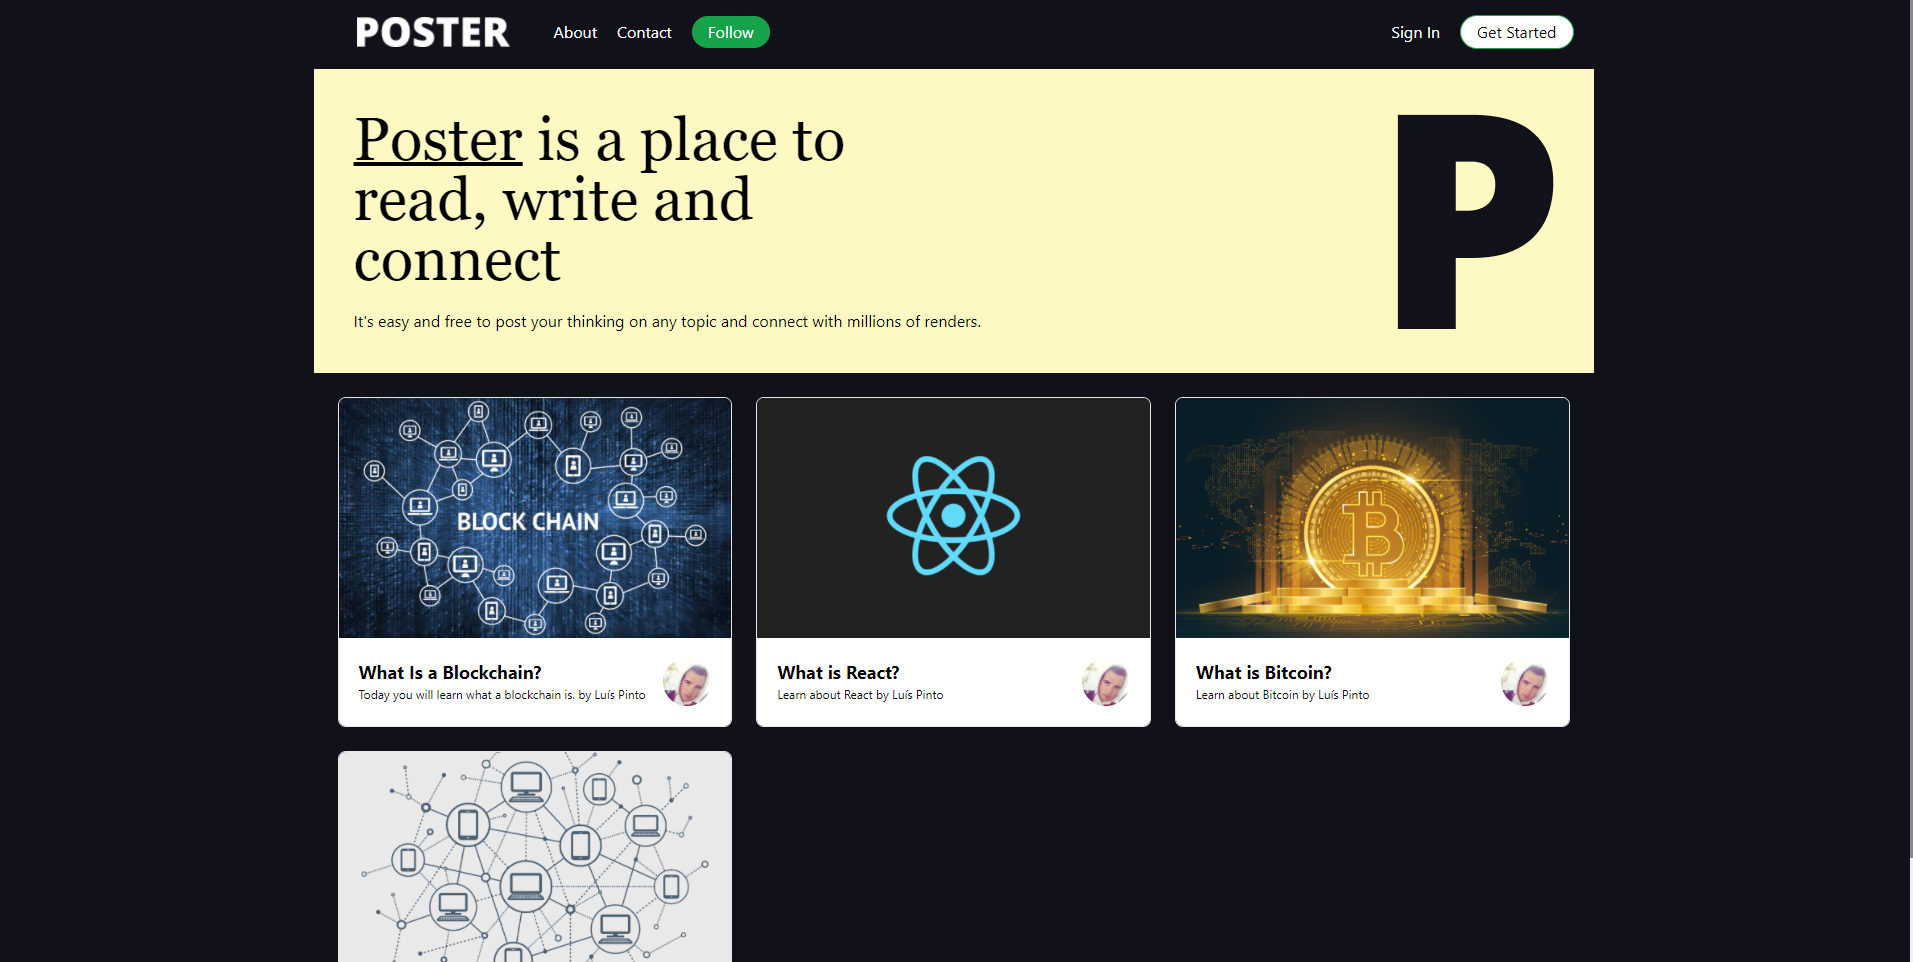 POSTER
About
Contact
Follow
Sign In
Get Started
Poster is a place to
read, write and
connect
It's easy and free to post your thinking on any topic and connect with millions of renders.
P
BLOCK CHAIN
B
What Is a Blockchain?
Today you will learn what a blockchain is. by Luís Pinto
What is React?
Learn about React by Luís Pinto
What is Bitcoin?
Learn about Bitcoin by Luís Pinto